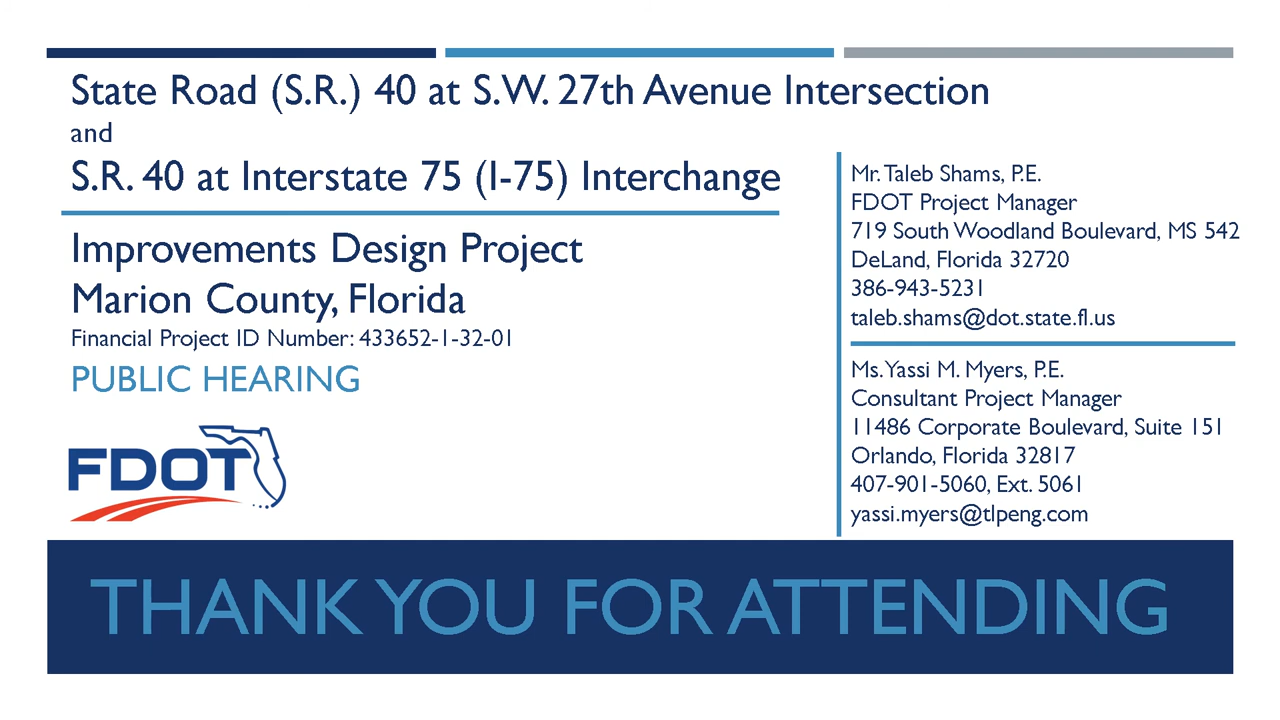 State Road (S.R.) 40 at S.W. 27th Avenue Intersection
and
S.R. 40 at Interstate 75 (I-75) Interchange
Improvements Design Project
Marion County, Florida
Financial Project ID Number: 433652-1-32-01
PUBLIC HEARING
FDOT
Mr. Taleb Shams, P.E.
FDOT Project Manager
719 South Woodland Boulevard, MS 542
DeLand, Florida 32720
386-943-5231
taleb.shams@dot.state.fl.us
Ms. Yassi M. Myers, P.E.
Consultant Project Manager
11486 Corporate Boulevard, Suite 151
Orlando, Florida 32817
407-901-5060, Ext. 5061
yassi.myers@tlpeng.com
THANK YOU FOR ATTENDING